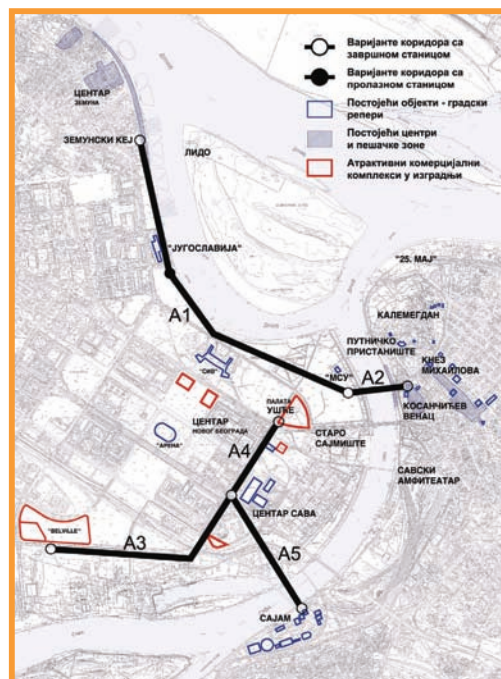 Варијанте коридора са
завршном станицом
Варијанте коридора са
пролазном станицом
Постојећи објекти - градски
репери
Постојећи центри
и пешачке зоне
Атрактивни комерцијални
комплекси у изградњи
ЦЕНТАР
ЗЕМУНА
ЗЕМУНСКИ КЕЈ
ЛИДО
"ЈУГОСЛАВИЈА"
"25. МАЈ"
КАЛЕМЕГДАН
A1
ПУТНИЧКО
ПРИСТАНИШТЕ
КНЕЗ
МИХАИЛОВА
"СИВ"
"МСУ"
A2
КОСАНЧИЋЕВ
ВЕНАЦ
ПАЛАТА
УШЋЕ
ЦЕНТАР
НОВОГ БЕОГРАДА
"АРЕНА"
СТАРО
САЈМИШТЕ
A4
САВСКИ
АМФИТЕАТАР
ЦЕНТАР САВА
"BELVILLE"
A3
A5
САЈАМ